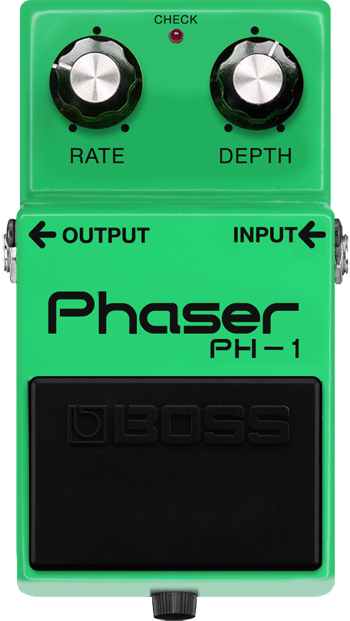 CHECK
RATE DEPTH
OUTPUT INPUT
Phaser
PH-1
BOSS